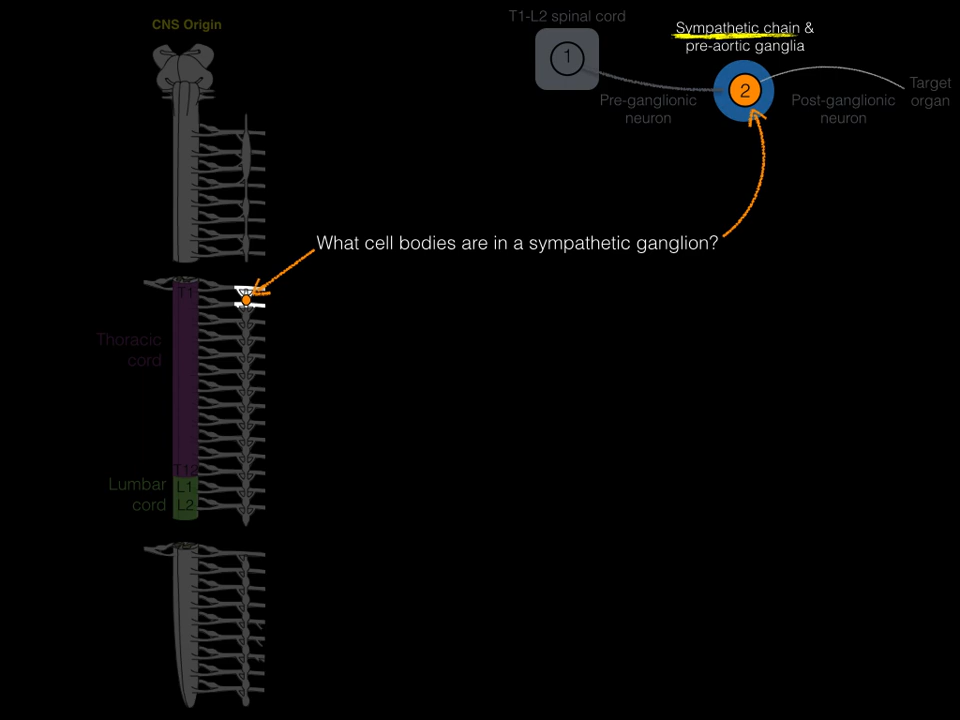 CNS Origin
T1-L2 spinal cord
1
Sympathetic chain &
pre-aortic ganglia
2
Pre-ganglionic
neuron
Post-ganglionic
neuron
Target
organ
What cell bodies are in a sympathetic ganglion?
T1
Thoracic
cord
T12
Lumbar
cord
L1
L2